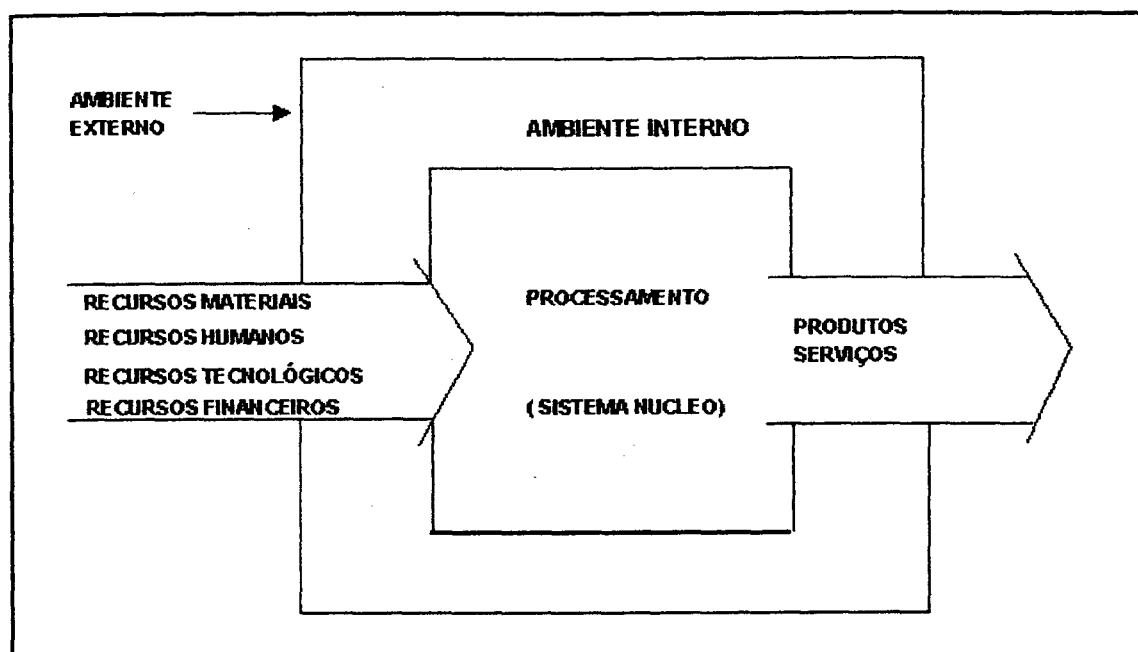 AMBIENTE
EXTERNO
AMBIENTE INTERNO
RECURSOS MATERIAIS
RECURSOS HUMANOS
RECURSOS TECNOLÓGICOS
RECURSOS FINANCEIROS
PROCESSAMENTO
(SISTEMA NUCLEO)
PRODUTOS
SERVIÇOS